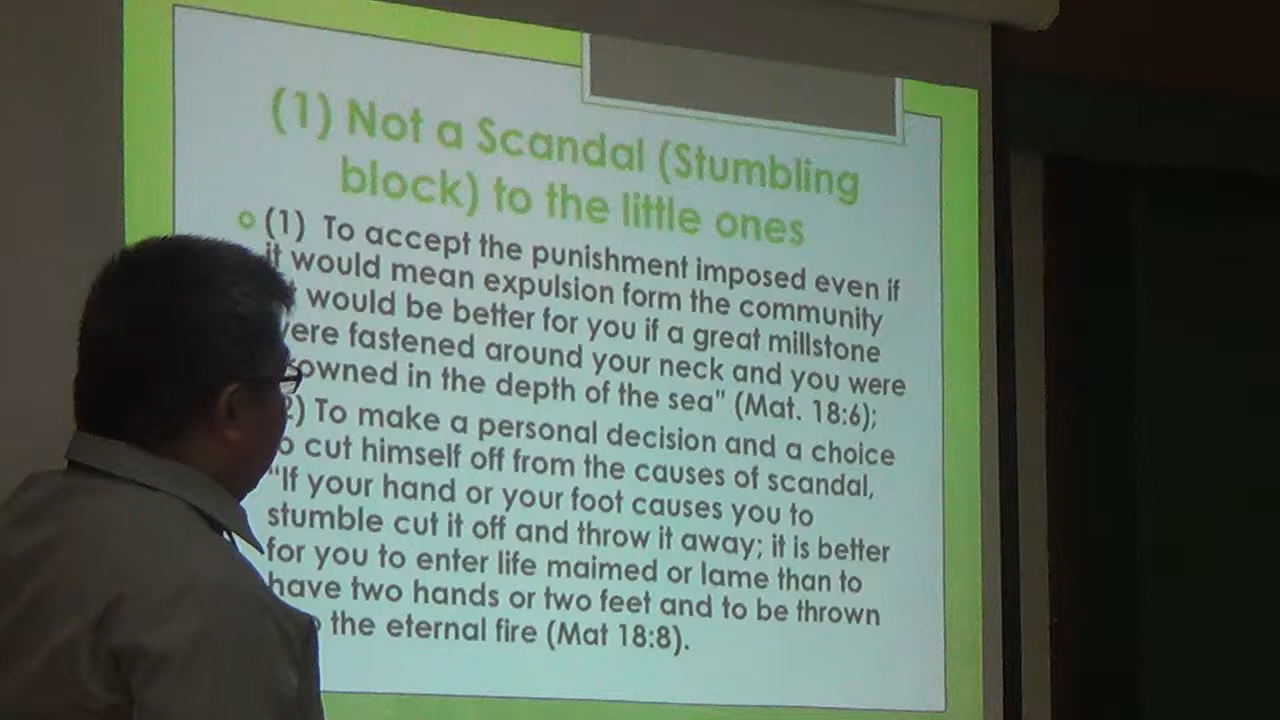 (1) Not a Scandal (Stumbling
block) to the little ones
(1) To accept the punishment imposed even if
it would mean expulsion form the community
would be better for you if a great millstone
were fastened around your neck and you were
drowned in the depth of the sea" (Mat. 18:6);
2) To make a personal decision and a choice
to cut himself off from the causes of scandal,
"If your hand or your foot causes you to
stumble cut it off and throw it away; it is better
for you to enter life maimed or lame than to
have two hands or two feet and to be thrown
the eternal fire (Mat 18:8).